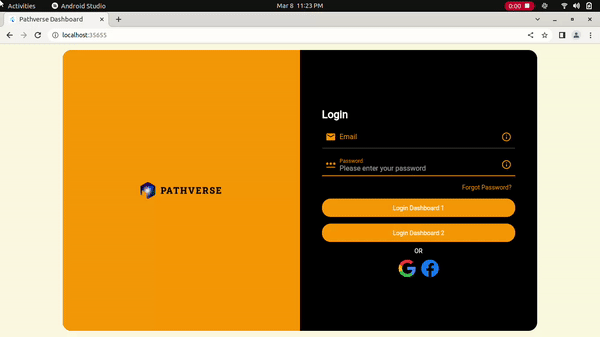 Activities
Android Studio
Mar 8 11:23 PM
0:00
Pathverse Dashboard
localhost:35655
PATHVERSE
Login
Email
Password
Please enter your password
Forgot Password?
Login Dashboard 1
Login Dashboard 2
OR